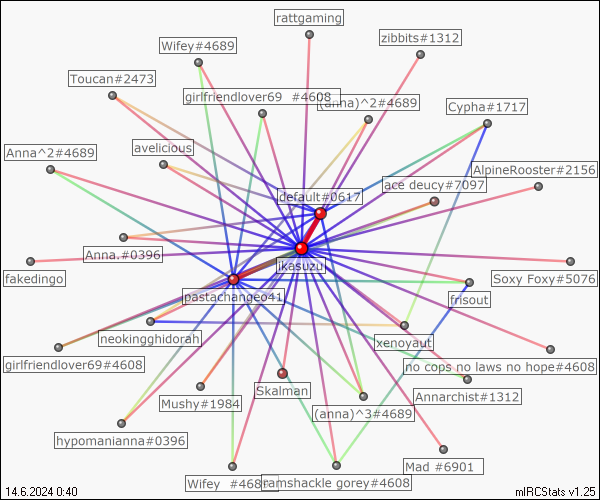 rattgaming
Wifey#4689
zibbits#1312
Toucan#2473
girlfriendlover69 #4608
(anna)^2#4689
Cypha#1717
avelicious
Anna^2#4689
AlpineRooster#2156
ace deucy#7097
default#0617
Anna.#0396
ikasuzu
fakedingo
Soxy Foxy#5076
pastachangeo41
frisout
neokingghidorah
xenoyaut
girlfriendlover69#4608
no cops no laws no hope#4608
Skalman
Annarchist#1312
Mushy#1984
(anna)^3#4689
hypomanianna#0396
Mad #6901
Wifey #4689
ramshackle gorey#4608
14.6.2024 0:40
mIRCStats v1.25